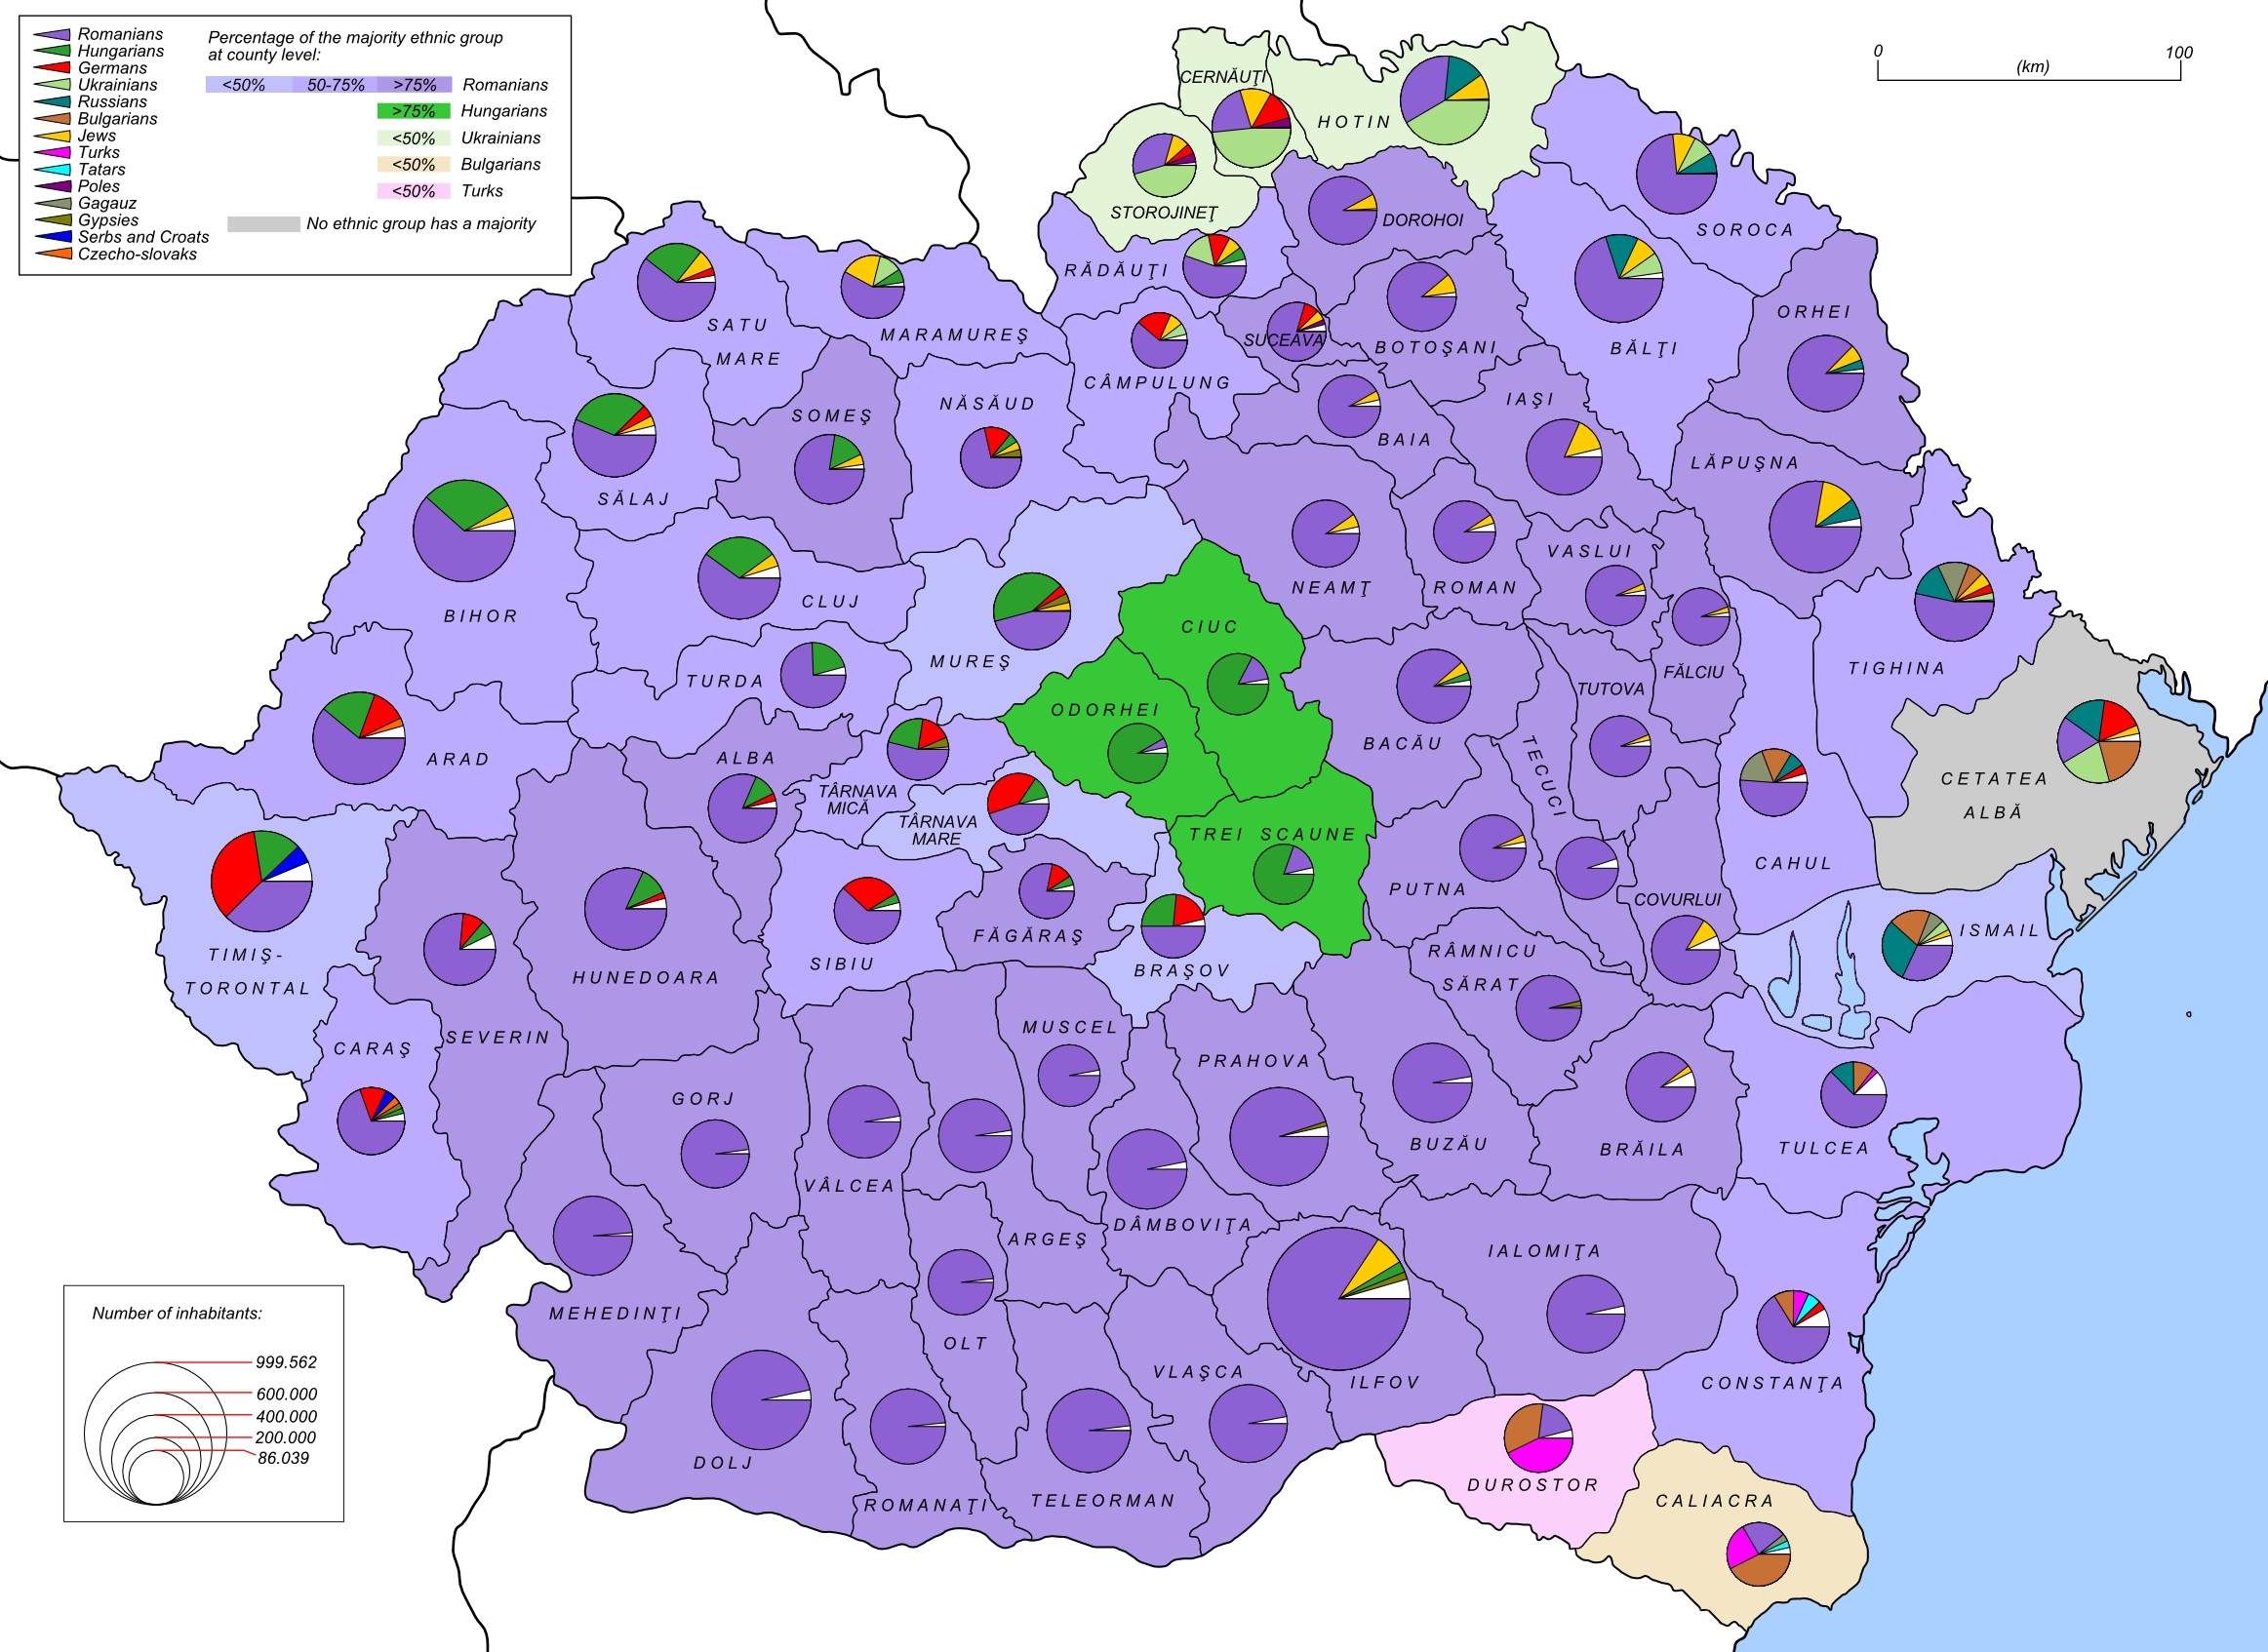 Romanians
Hungarians
Germans
Ukrainians
Russians
Bulgarians
Jews
Turks
Tatars
Poles
Gagauz
Gypsies
Serbs and Croats
Czecho-slovaks
Percentage of the majority ethnic group
at county level:
<50% 50-75% >75% Romanians
>75% Hungarians
<50% Ukrainians
<50% Bulgarians
<50% Turks
No ethnic group has a majority
0 100
(km)
CERNĂUŢI
HOTIN
STOROJINEŢ
DOROHOI
SOROCA
RĂDĂUŢI
ORHEI
SATU
MARE
MARAMUREŞ
SUCEAVA
BOTOŞANI
BĂLŢI
CÂMPULUNG
SOMEŞ
NĂSĂUD
IAŞI
BAIA
LĂPUŞNA
SĂLAJ
VASLUI
NEAMŢ
ROMAN
BIHOR
CLUJ
CIUC
MUREŞ
TIGHINA
FĂLCIU
TURDA
TUTOVA
ODORHEI
BACĂU
ARAD
ALBA
TECUCI
CETATEA
ALBĂ
TÂRNAVA
MICĂ
TÂRNAVA
MARE
TREI SCAUNE
CAHUL
PUTNA
COVURLUI
ISMAIL
FĂGĂRAŞ
RÂMNICU
SĂRAT
TIMIŞ-
TORONTAL
SIBIU
BRAŞOV
HUNEDOARA
MUSCEL
SEVERIN
CARAŞ
PRAHOVA
GORJ
BUZĂU
BRĂILA
TULCEA
VÂLCEA
DÂMBOVIŢA
ARGEŞ
IALOMIŢA
MEHEDINŢI
OLT
VLAŞCA
ILFOV
CONSTANŢA
DOLJ
DUROSTOR
ROMANAŢI
TELEORMAN
CALIACRA
Number of inhabitants:
999.562
600.000
400.000
200.000
86.039